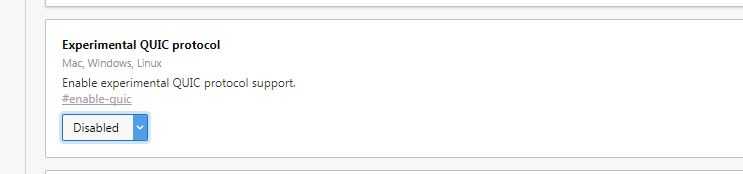 Experimental QUIC protocol
Mac, Windows, Linux
Enable experimental QUIC protocol support.
#enable-quic
Disabled